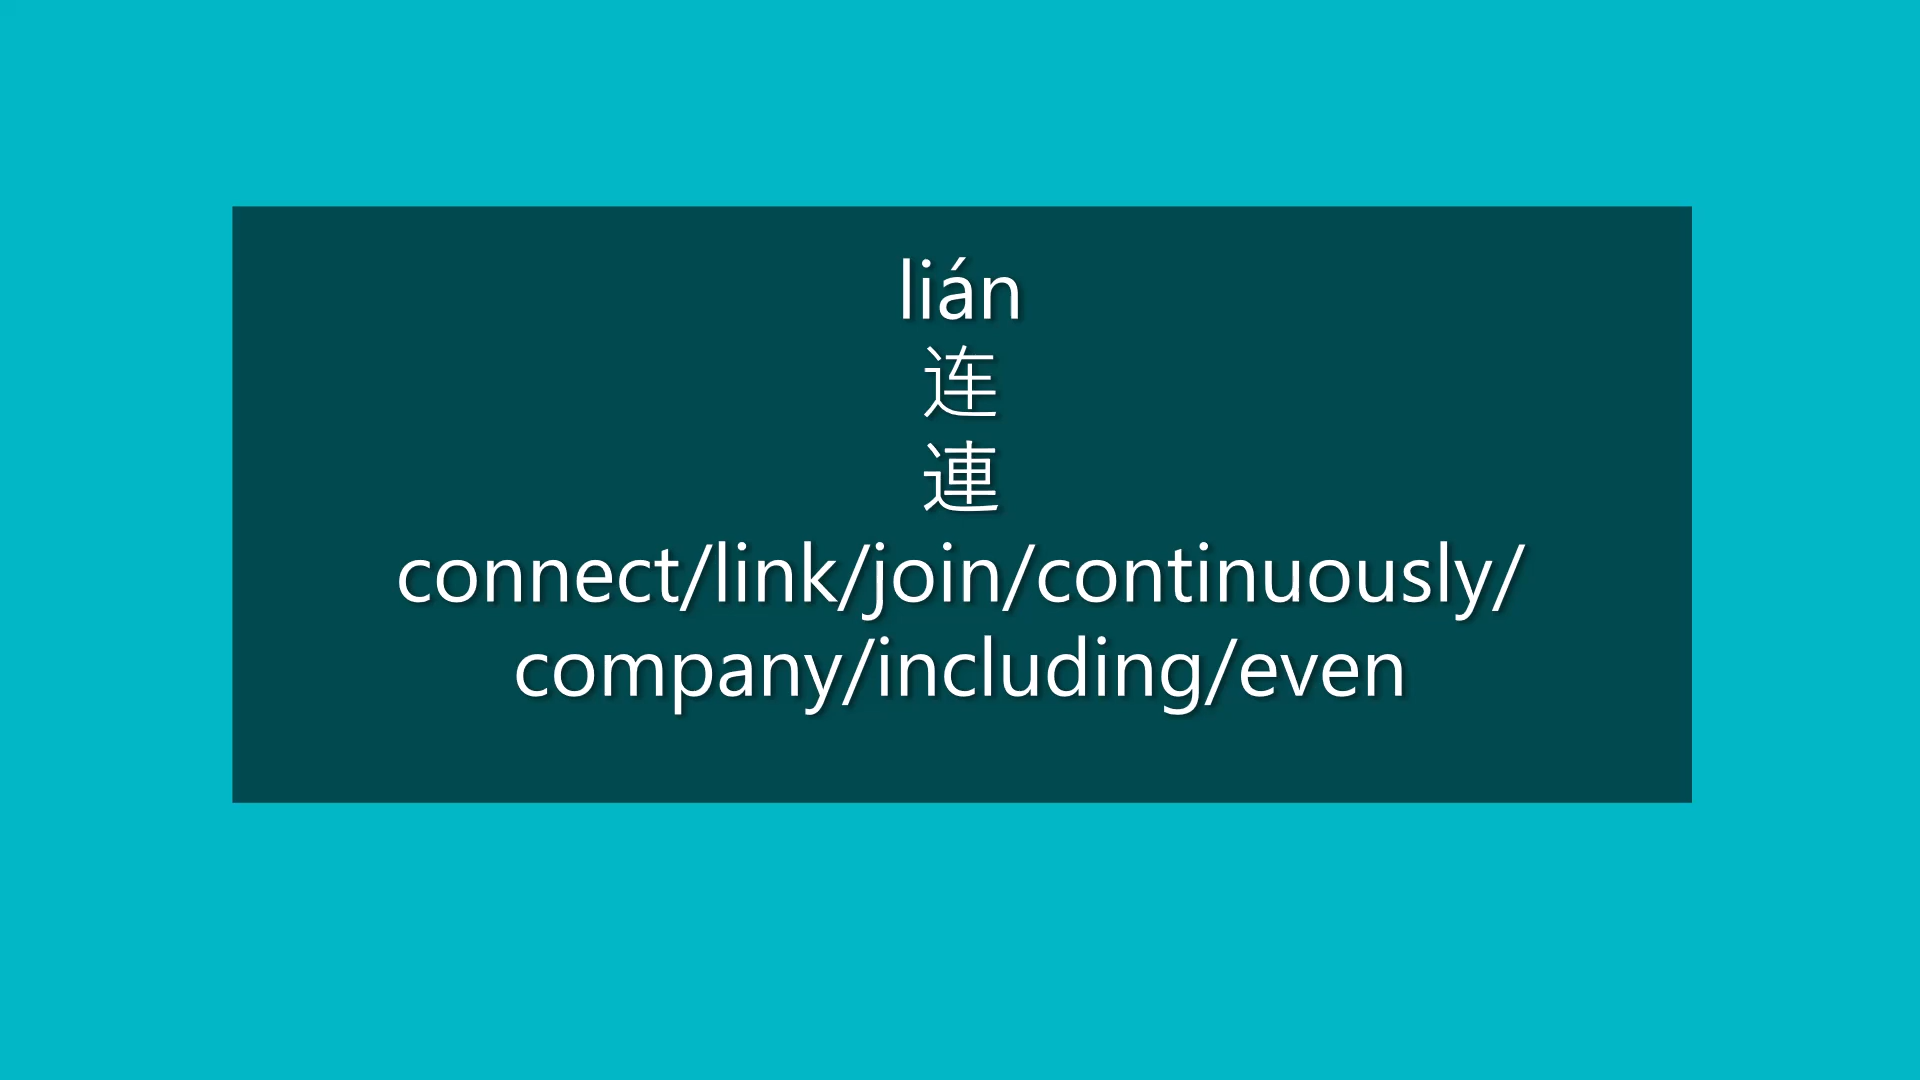 lián
连
連
connect/link/join/continuously/
company/including/even